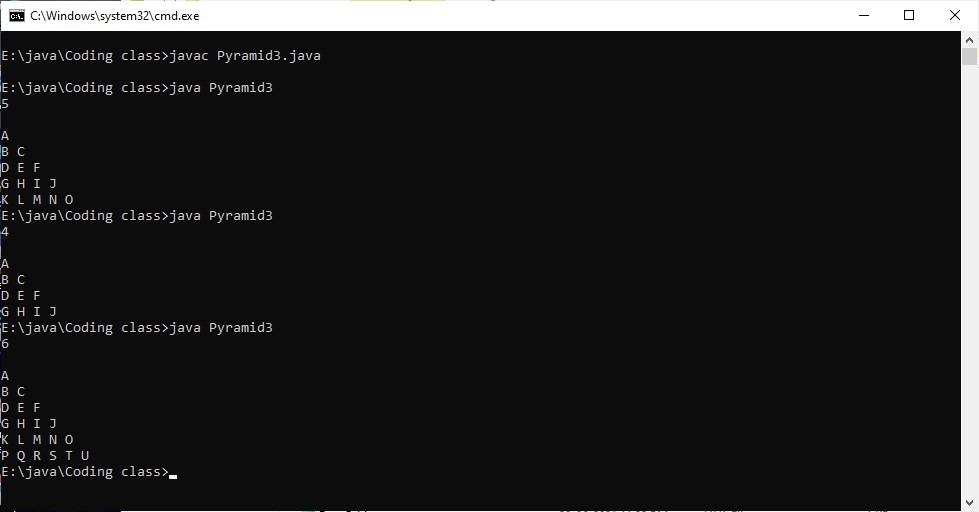 C:\Windows\system32\cmd.exe
E:\java\Coding class>javac Pyramid3.java
E:\java\Coding class>java Pyramid3
5
A
B C
D E F
G H I J
K L M N O
E:\java\Coding class>java Pyramid3
4
A
B C
D E F
G H I J
E:\java\Coding class>java Pyramid3
6
A
B C
D E F
G H I J
K L M N O
P Q R S T U
E:\java\Coding class>